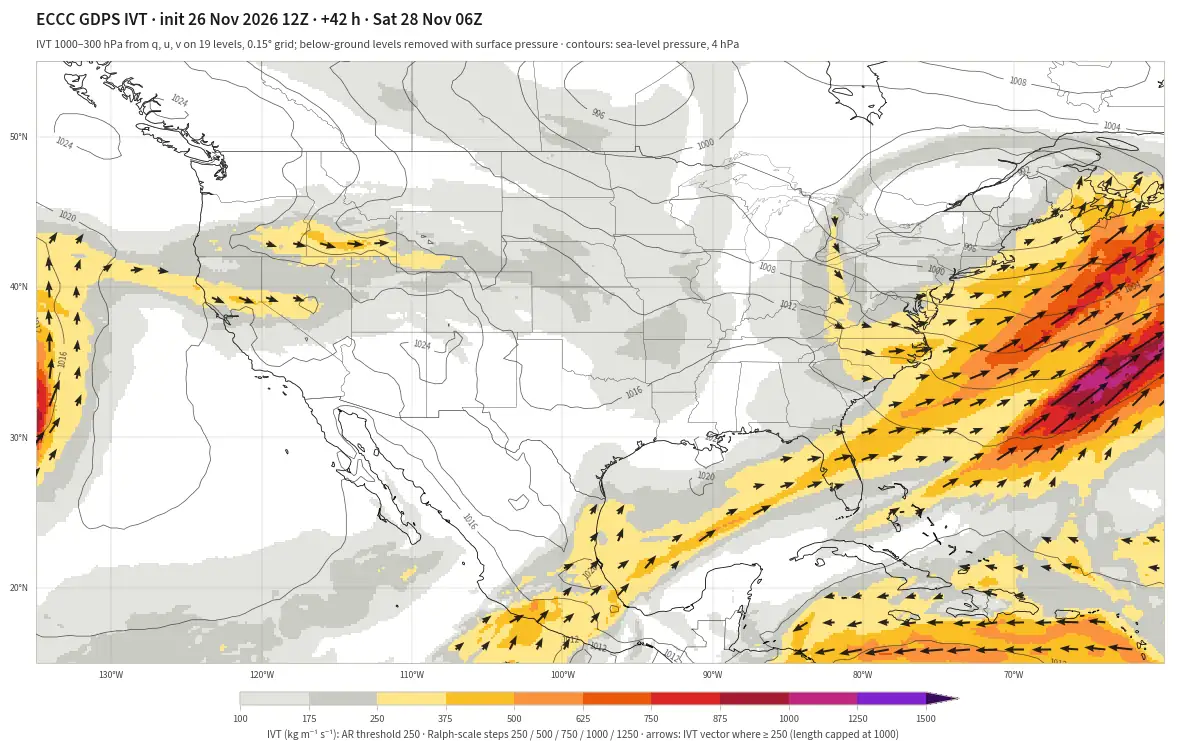 ECCC GDPS IVT · init 26 Nov 2026 12Z · +42 h · Sat 28 Nov 06Z
IVT 1000–300 hPa from q, u, v on 19 levels, 0.15° grid; below-ground levels removed with surface pressure · contours: sea-level pressure, 4 hPa
1024
1008
996
1004
50°N
1000
1024
1020
996
1000
1008
40°N
1012
1016
1024
1016
30°N
1020
1016
20°N
1012
1012
1012
130°W 120°W 110°W 100°W 90°W 80°W 70°W
100 175 250 375 500 625 750 875 1000 1250 1500
IVT (kg m⁻¹ s⁻¹): AR threshold 250 · Ralph-scale steps 250 / 500 / 750 / 1000 / 1250 · arrows: IVT vector where ≥ 250 (length capped at 1000)